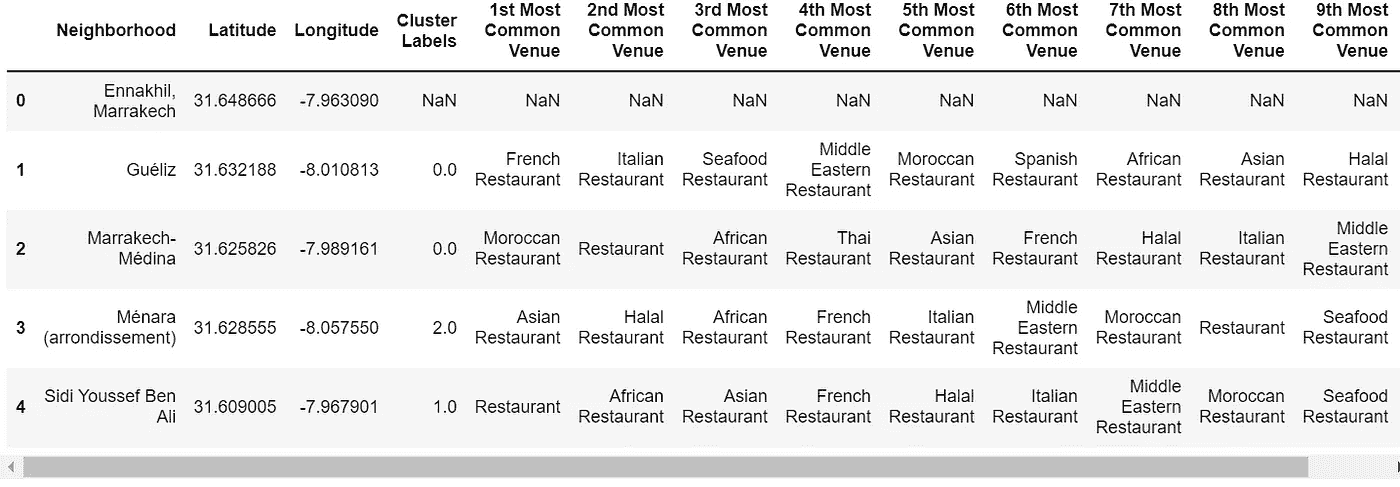 Neighborhood Latitude Longitude Cluster Labels 1st Most Common Venue 2nd Most Common Venue 3rd Most Common Venue 4th Most Common Venue 5th Most Common Venue 6th Most Common Venue 7th Most Common Venue 8th Most Common Venue 9th Most Common Venue
0 Ennakhil, Marrakech 31.648666 -7.963090 NaN NaN NaN NaN NaN NaN NaN NaN NaN NaN
1 Guéliz 31.632188 -8.010813 0.0 French Restaurant Italian Restaurant Seafood Restaurant Middle Eastern Restaurant Moroccan Restaurant Spanish Restaurant African Restaurant Asian Restaurant Halal Restaurant
2 Marrakech-Médina 31.625826 -7.989161 0.0 Moroccan Restaurant Restaurant African Restaurant Thai Restaurant Asian Restaurant French Restaurant Halal Restaurant Italian Restaurant Middle Eastern Restaurant
3 Ménara (arrondissement) 31.628555 -8.057550 2.0 Asian Restaurant Halal Restaurant African Restaurant French Restaurant Italian Restaurant Middle Eastern Restaurant Moroccan Restaurant Restaurant Seafood Restaurant
4 Sidi Youssef Ben Ali 31.609005 -7.967901 1.0 Restaurant African Restaurant Asian Restaurant French Restaurant Halal Restaurant Italian Restaurant Middle Eastern Restaurant Moroccan Restaurant Seafood Restaurant